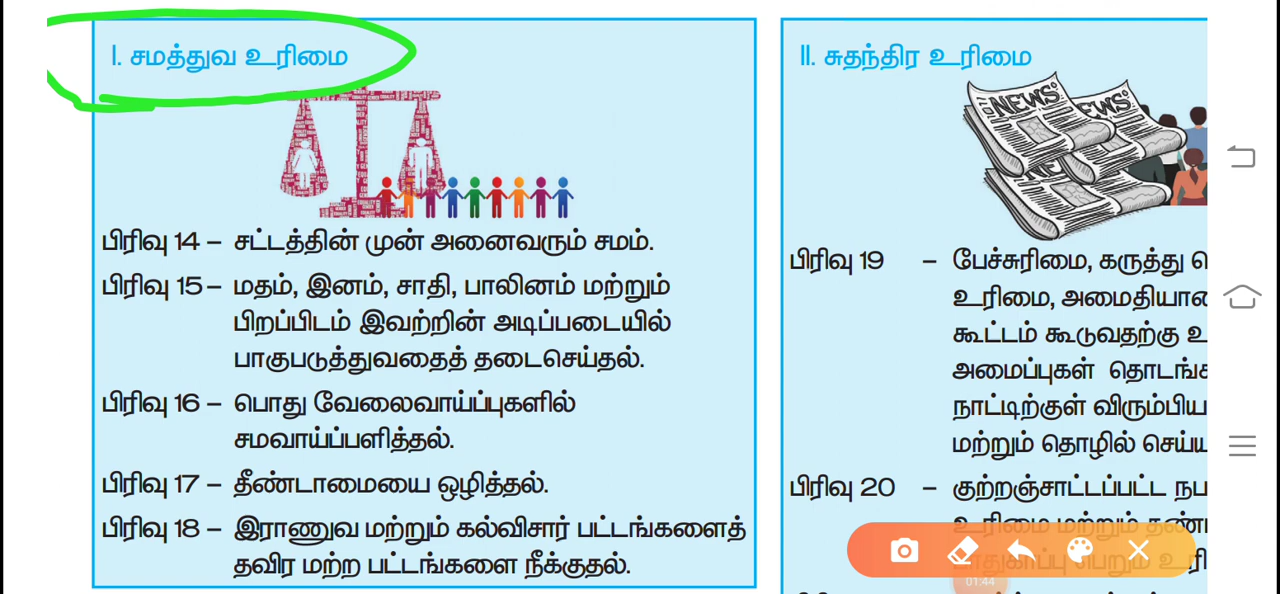 I. சமத்துவ உரிமை
பிரிவு 14 – சட்டத்தின் முன் அனைவரும் சமம்.
பிரிவு 15 – மதம், இனம், சாதி, பாலினம் மற்றும்
பிறப்பிடம் இவற்றின் அடிப்படையில்
பாகுபடுத்துவதைத் தடைசெய்தல்.
பிரிவு 16 – பொது வேலைவாய்ப்புகளில்
சமவாய்ப்பளித்தல்.
பிரிவு 17 – தீண்டாமையை ஒழித்தல்.
பிரிவு 18 – இராணுவ மற்றும் கல்விசார் பட்டங்களைத்
தவிர மற்ற பட்டங்களை நீக்குதல்.
II. சுதந்திர உரிமை
NEWS
NEWS
பிரிவு 19 – பேச்சுரிமை, கருத்து
உரிமை,
கூட்டம் கூடுவதற்கு
அமைப்புகள்
நாட்டிற்குள்
மற்றும் தொழில்
பிரிவு 20 – குற்றஞ்சாட்டப்பட்ட
உரிமை மற்றும்
பாதுகாப்பு பெறும்
01:44